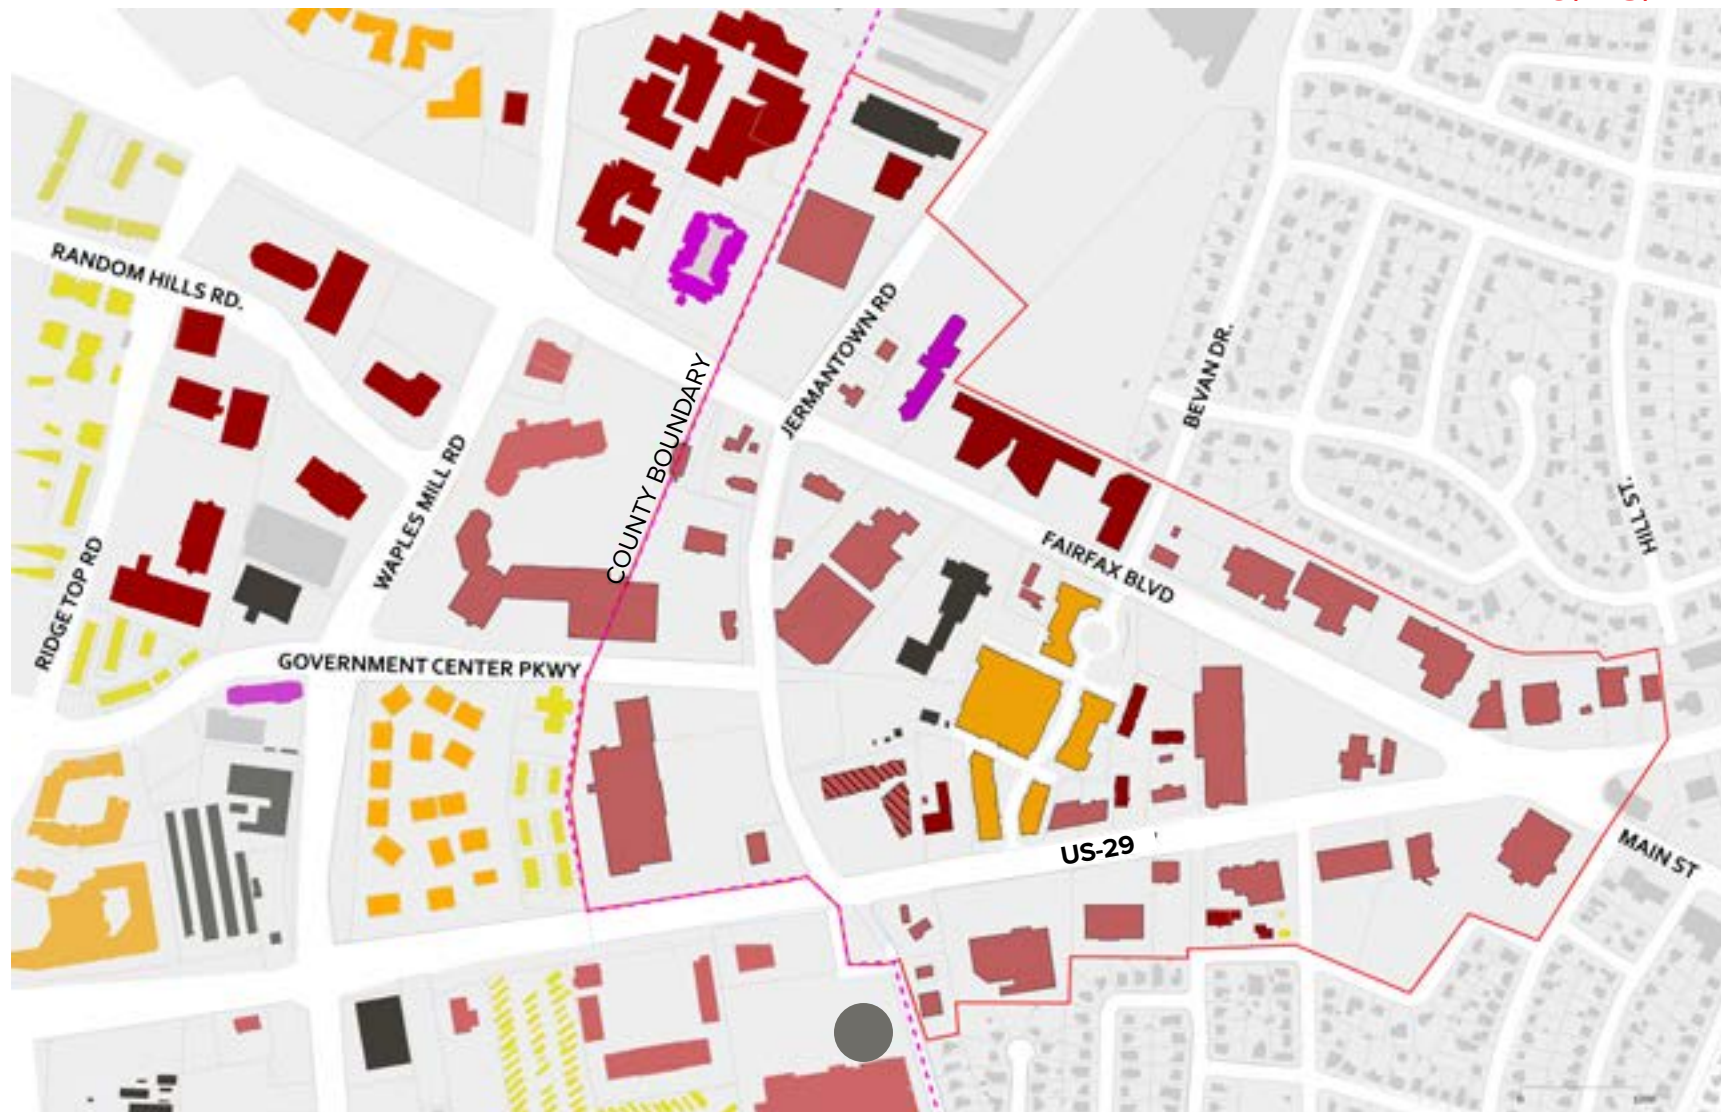 RANDOM HILLS RD.
JERMANTOWN RD
COUNTY BOUNDARY
BEVAN DR.
WAPLES MILL RD
HILL ST.
RIDGE TOP RD
FAIRFAX BLVD
GOVERNMENT CENTER PKWY
US-29
MAIN ST